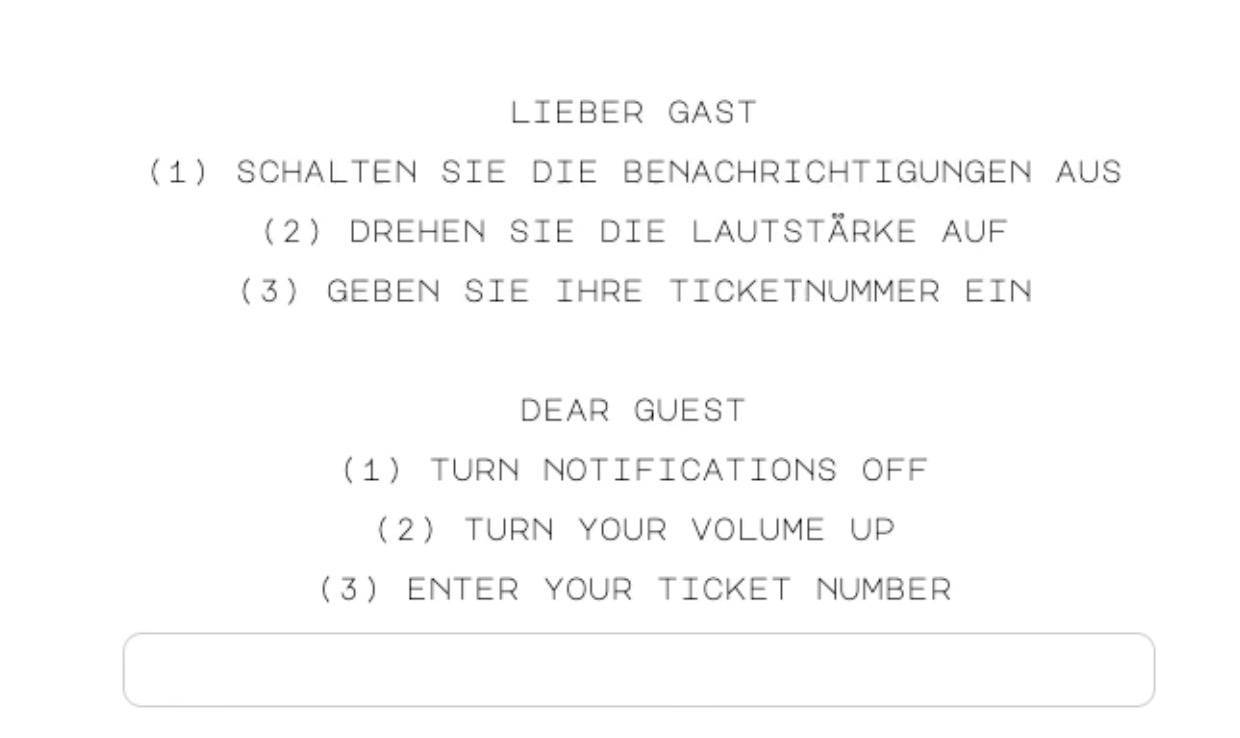 LIEBER GAST
(1) SCHALTEN SIE DIE BENACHRICHTIGUNGEN AUS
(2) DREHEN SIE DIE LAUTSTÄRKE AUF
(3) GEBEN SIE IHRE TICKETNUMMER EIN
DEAR GUEST
(1) TURN NOTIFICATIONS OFF
(2) TURN YOUR VOLUME UP
(3) ENTER YOUR TICKET NUMBER